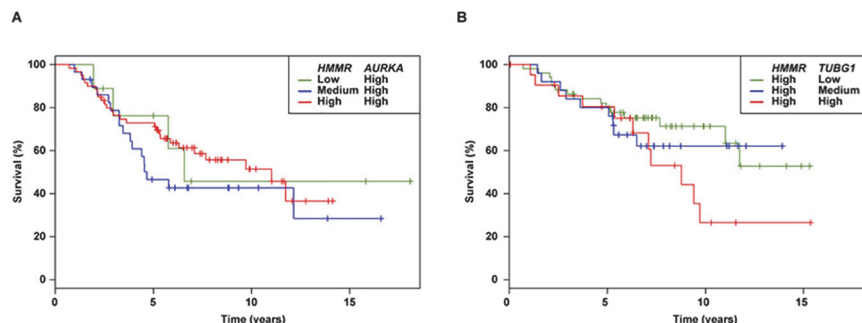 A
HMMR AURKA
Low High
Medium High
High High
100
80
60
40
20
0
Survival (%)
0 5 10 15
Time (years)
B
HMMR TUBG1
High Low
High Medium
High High
100
80
60
40
20
0
Survival (%)
0 5 10 15
Time (years)